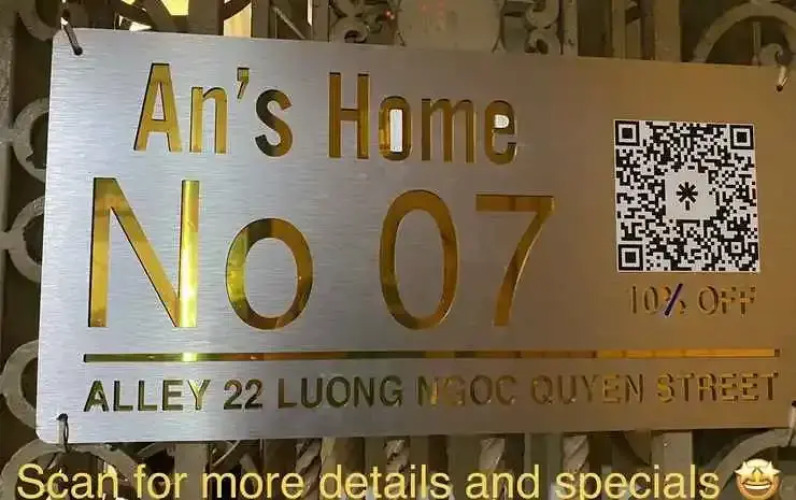 An's Home
No 07
10% OFF
ALLEY 22 LUONG NGOC QUYEN STREET
Scan for more details and specials 🤩